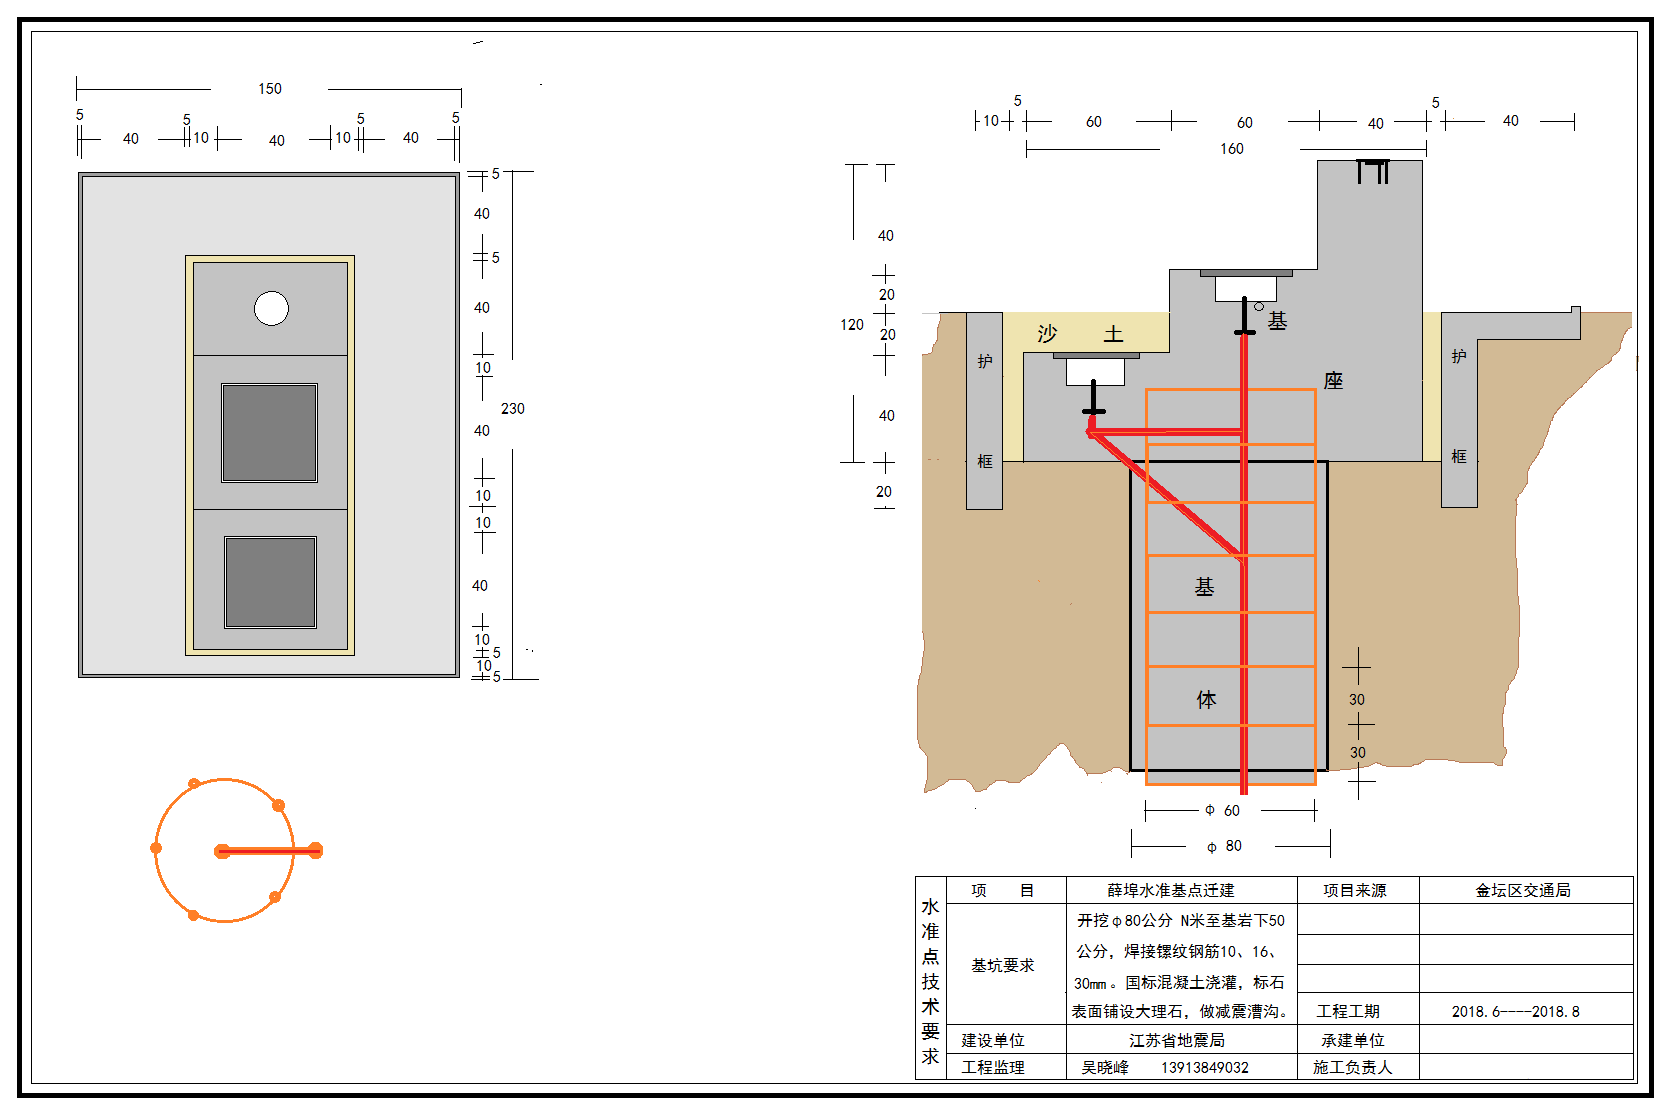 150
5 40 5 10 40 10 5 40 5
5
40
5
40
10
40
10
10
40
10
5
10
5
230
10 5 60 60 40 5 40
160
40
20
20
40
20
120
沙 土
护
框
基
座
护
框
基
体
30
30
φ 60
φ 80
水准点技术要求
项 目 薛埠水准基点迁建 项目来源 金坛区交通局
基坑要求
开挖φ80公分 N米至基岩下50
公分，焊接镙纹钢筋10、16、
30mm。国标混凝土浇灌，标石
表面铺设大理石，做减震漕沟。
工程工期 2018.6----2018.8
建设单位 江苏省地震局 承建单位
工程监理 吴晓峰 13913849032 施工负责人